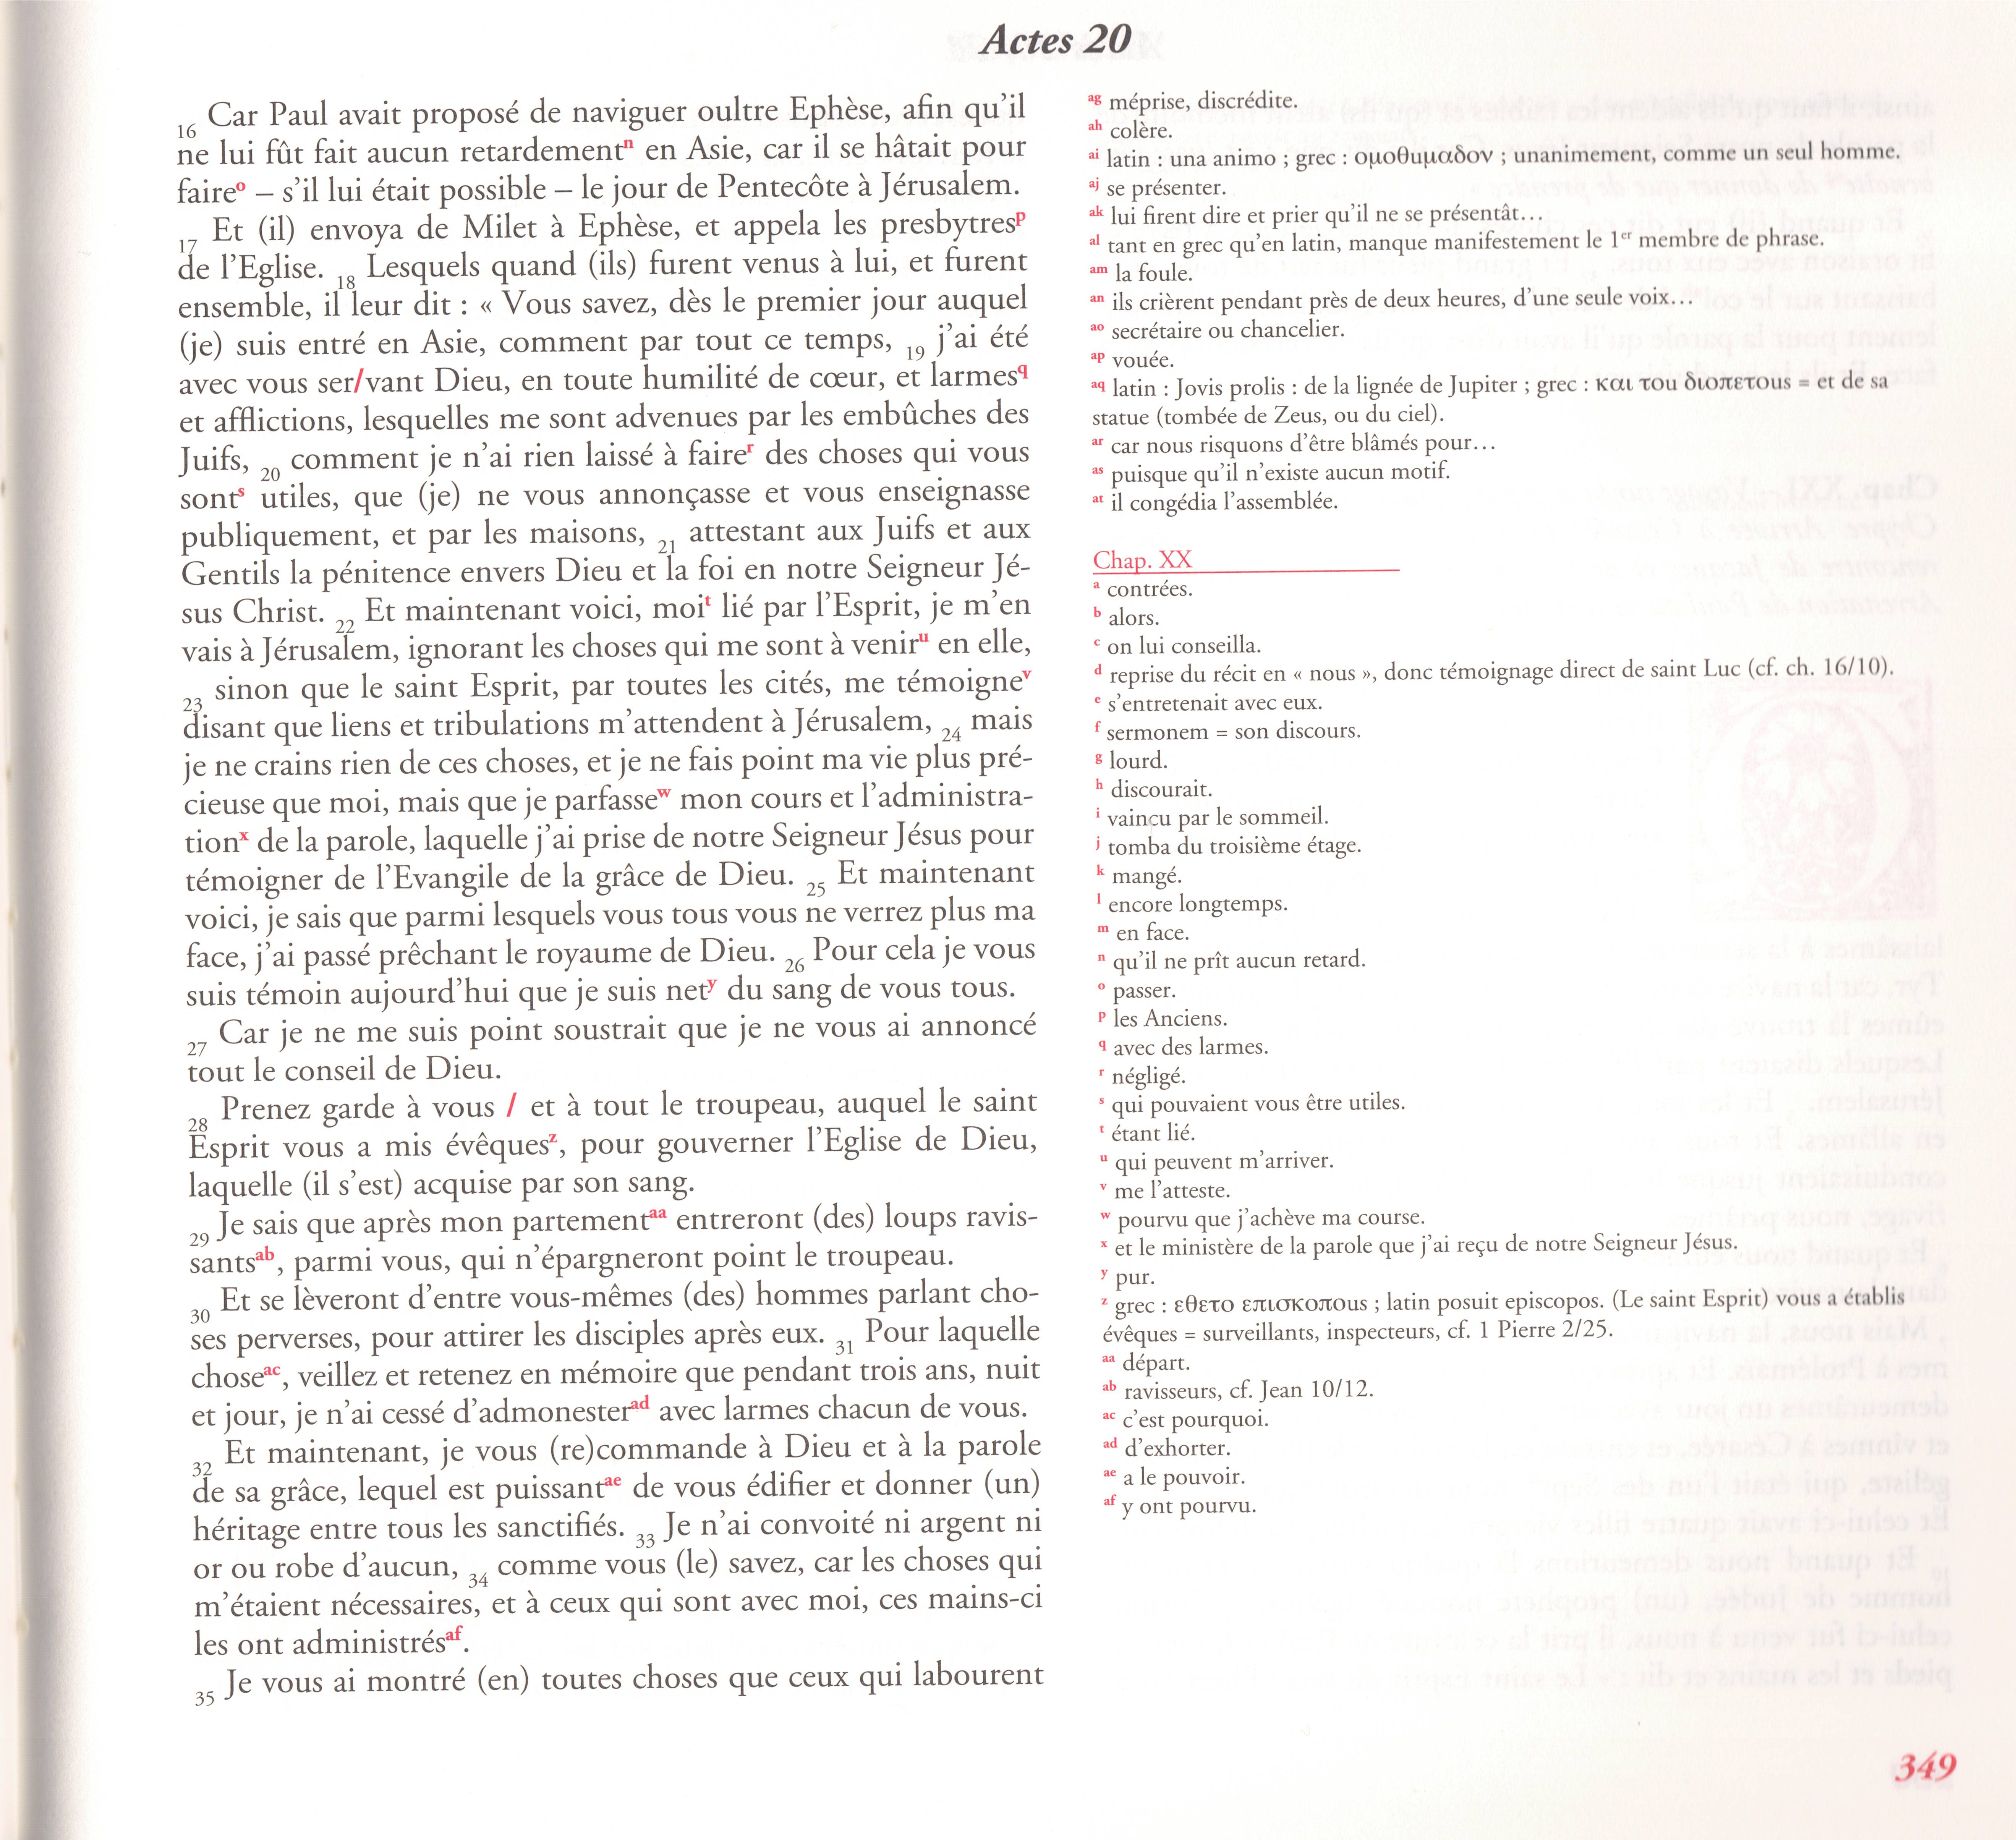 Actes 20
16 Car Paul avait proposé de naviguer oultre Ephèse, afin qu'il
ne lui fût fait aucun retardementⁿ en Asie, car il se hâtait pour
faireᵒ – s'il lui était possible – le jour de Pentecôte à Jérusalem.
17 Et (il) envoya de Milet à Ephèse, et appela les presbytresᵖ
de l'Eglise. 18 Lesquels quand (ils) furent venus à lui, et furent
ensemble, il leur dit : « Vous savez, dès le premier jour auquel
(je) suis entré en Asie, comment par tout ce temps, 19 j'ai été
avec vous ser/vant Dieu, en toute humilité de cœur, et larmes^q
et afflictions, lesquelles me sont advenues par les embûches des
Juifs, 20 comment je n'ai rien laissé à faireʳ des choses qui vous
sontˢ utiles, que (je) ne vous annonçasse et vous enseignasse
publiquement, et par les maisons, 21 attestant aux Juifs et aux
Gentils la pénitence envers Dieu et la foi en notre Seigneur Jé-
sus Christ. 22 Et maintenant voici, moiᵗ lié par l'Esprit, je m'en
vais à Jérusalem, ignorant les choses qui me sont à venirᵘ en elle,
23 sinon que le saint Esprit, par toutes les cités, me témoigneᵛ
disant que liens et tribulations m'attendent à Jérusalem, 24 mais
je ne crains rien de ces choses, et je ne fais point ma vie plus pré-
cieuse que moi, mais que je parfasseʷ mon cours et l'administra-
tionˣ de la parole, laquelle j'ai prise de notre Seigneur Jésus pour
témoigner de l'Evangile de la grâce de Dieu. 25 Et maintenant
voici, je sais que parmi lesquels vous tous vous ne verrez plus ma
face, j'ai passé prêchant le royaume de Dieu. 26 Pour cela je vous
suis témoin aujourd'hui que je suis netʸ du sang de vous tous.
27 Car je ne me suis point soustrait que je ne vous ai annoncé
tout le conseil de Dieu.
28 Prenez garde à vous / et à tout le troupeau, auquel le saint
Esprit vous a mis évêquesᶻ, pour gouverner l'Eglise de Dieu,
laquelle (il s'est) acquise par son sang.
29 Je sais que après mon partementᵃᵃ entreront (des) loups ravis-
santsᵃᵇ, parmi vous, qui n'épargneront point le troupeau.
30 Et se lèveront d'entre vous-mêmes (des) hommes parlant cho-
ses perverses, pour attirer les disciples après eux. 31 Pour laquelle
choseᵃᶜ, veillez et retenez en mémoire que pendant trois ans, nuit
et jour, je n'ai cessé d'admonesterᵃᵈ avec larmes chacun de vous.
32 Et maintenant, je vous (re)commande à Dieu et à la parole
de sa grâce, lequel est puissantᵃᵉ de vous édifier et donner (un)
héritage entre tous les sanctifiés. 33 Je n'ai convoité ni argent ni
or ou robe d'aucun, 34 comme vous (le) savez, car les choses qui
m'étaient nécessaires, et à ceux qui sont avec moi, ces mains-ci
les ont administrésᵃᶠ.
35 Je vous ai montré (en) toutes choses que ceux qui labourent
ag méprise, discrédite.
ah colère.
ai latin : una animo ; grec : ομοθυμαδον ; unanimement, comme un seul homme.
aj se présenter.
ak lui firent dire et prier qu'il ne se présentât…
al tant en grec qu'en latin, manque manifestement le 1er membre de phrase.
am la foule.
an ils crièrent pendant près de deux heures, d'une seule voix…
ao secrétaire ou chancelier.
ap vouée.
aq latin : Jovis prolis : de la lignée de Jupiter ; grec : και του διοπετους = et de sa
statue (tombée de Zeus, ou du ciel).
ar car nous risquons d'être blâmés pour…
as puisque qu'il n'existe aucun motif.
at il congédia l'assemblée.
Chap. XX
a contrées.
b alors.
c on lui conseilla.
d reprise du récit en « nous », donc témoignage direct de saint Luc (cf. ch. 16/10).
e s'entretenait avec eux.
f sermonem = son discours.
g lourd.
h discourait.
i vaincu par le sommeil.
j tomba du troisième étage.
k mangé.
l encore longtemps.
m en face.
n qu'il ne prît aucun retard.
o passer.
p les Anciens.
q avec des larmes.
r négligé.
s qui pouvaient vous être utiles.
t étant lié.
u qui peuvent m'arriver.
v me l'atteste.
w pourvu que j'achève ma course.
x et le ministère de la parole que j'ai reçu de notre Seigneur Jésus.
y pur.
z grec : εθετο επισκοπους ; latin posuit episcopos. (Le saint Esprit) vous a établis
évêques = surveillants, inspecteurs, cf. 1 Pierre 2/25.
aa départ.
ab ravisseurs, cf. Jean 10/12.
ac c'est pourquoi.
ad d'exhorter.
ae a le pouvoir.
af y ont pourvu.
349